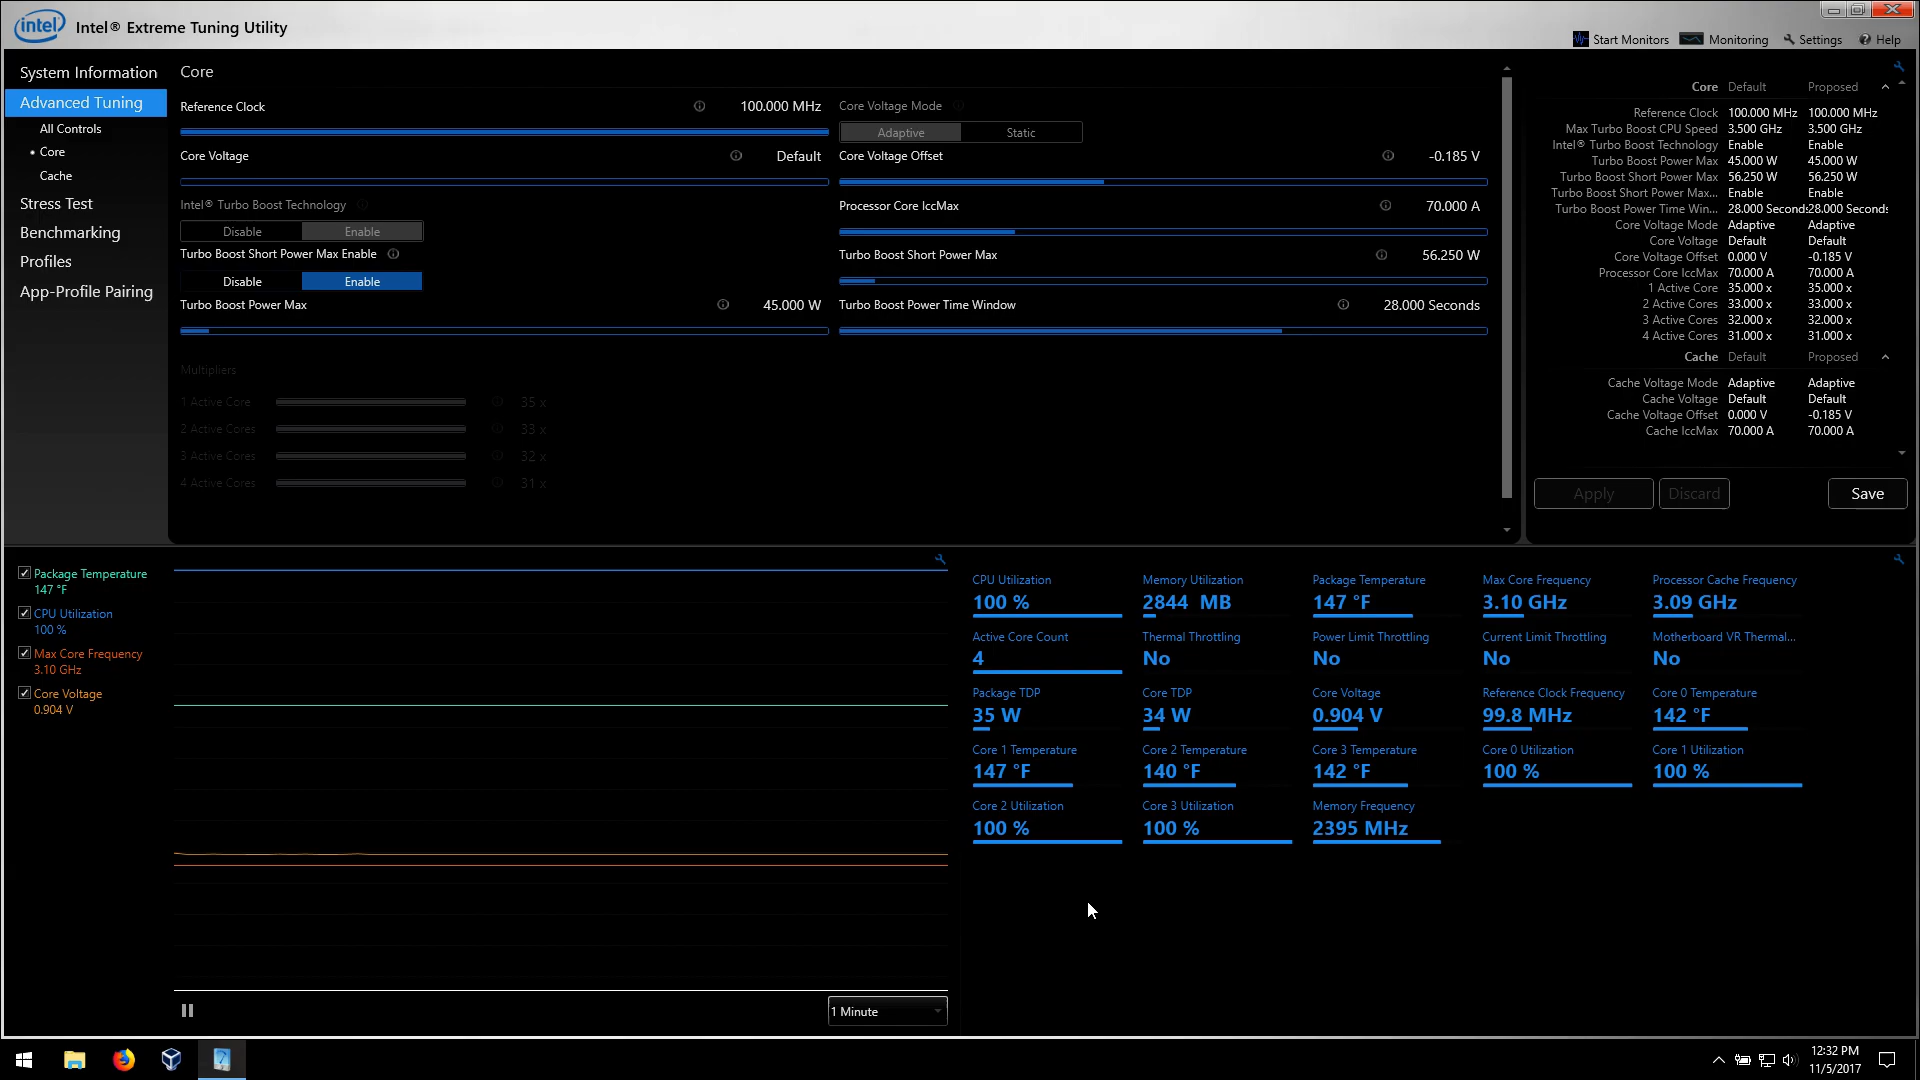 intel
Intel® Extreme Tuning Utility
Start Monitors
Monitoring
Settings
Help
System Information
Advanced Tuning
All Controls
• Core
Cache
Stress Test
Benchmarking
Profiles
App-Profile Pairing
Core
Reference Clock 100.000 MHz
Core Voltage Default
Intel® Turbo Boost Technology
Disable Enable
Turbo Boost Short Power Max Enable
Disable Enable
Turbo Boost Power Max 45.000 W
Core Voltage Mode
Adaptive Static
Core Voltage Offset -0.185 V
Processor Core IccMax 70.000 A
Turbo Boost Short Power Max 56.250 W
Turbo Boost Power Time Window 28.000 Seconds
Multipliers
1 Active Core 35 x
2 Active Cores 33 x
3 Active Cores 32 x
4 Active Cores 31 x
Core Default Proposed
Reference Clock 100.000 MHz 100.000 MHz
Max Turbo Boost CPU Speed 3.500 GHz 3.500 GHz
Intel® Turbo Boost Technology Enable Enable
Turbo Boost Power Max 45.000 W 45.000 W
Turbo Boost Short Power Max 56.250 W 56.250 W
Turbo Boost Short Power Max... Enable Enable
Turbo Boost Power Time Win... 28.000 Seconds 28.000 Seconds
Core Voltage Mode Adaptive Adaptive
Core Voltage Default Default
Core Voltage Offset 0.000 V -0.185 V
Processor Core IccMax 70.000 A 70.000 A
1 Active Core 35.000 x 35.000 x
2 Active Cores 33.000 x 33.000 x
3 Active Cores 32.000 x 32.000 x
4 Active Cores 31.000 x 31.000 x
Cache Default Proposed
Cache Voltage Mode Adaptive Adaptive
Cache Voltage Default Default
Cache Voltage Offset 0.000 V -0.185 V
Cache IccMax 70.000 A 70.000 A
Apply Discard Save
Package Temperature
147 °F
CPU Utilization
100 %
Max Core Frequency
3.10 GHz
Core Voltage
0.904 V
1 Minute
CPU Utilization Memory Utilization Package Temperature Max Core Frequency Processor Cache Frequency
100 % 2844 MB 147 °F 3.10 GHz 3.09 GHz
Active Core Count Thermal Throttling Power Limit Throttling Current Limit Throttling Motherboard VR Thermal...
4 No No No No
Package TDP Core TDP Core Voltage Reference Clock Frequency Core 0 Temperature
35 W 34 W 0.904 V 99.8 MHz 142 °F
Core 1 Temperature Core 2 Temperature Core 3 Temperature Core 0 Utilization Core 1 Utilization
147 °F 140 °F 142 °F 100 % 100 %
Core 2 Utilization Core 3 Utilization Memory Frequency
100 % 100 % 2395 MHz
12:32 PM
11/5/2017